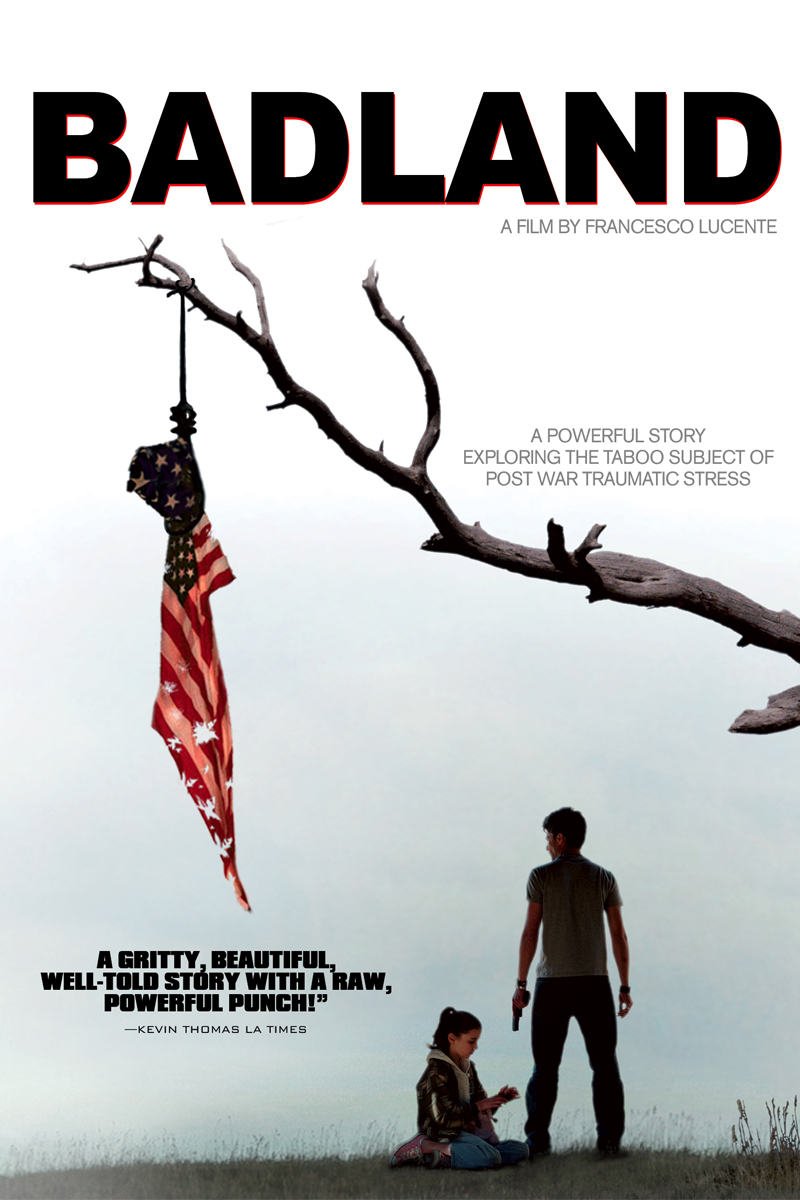 BADLAND
A FILM BY FRANCESCO LUCENTE
A POWERFUL STORY
EXPLORING THE TABOO SUBJECT OF
POST WAR TRAUMATIC STRESS
A GRITTY, BEAUTIFUL,
WELL-TOLD STORY WITH A RAW,
POWERFUL PUNCH!”
—KEVIN THOMAS LA TIMES